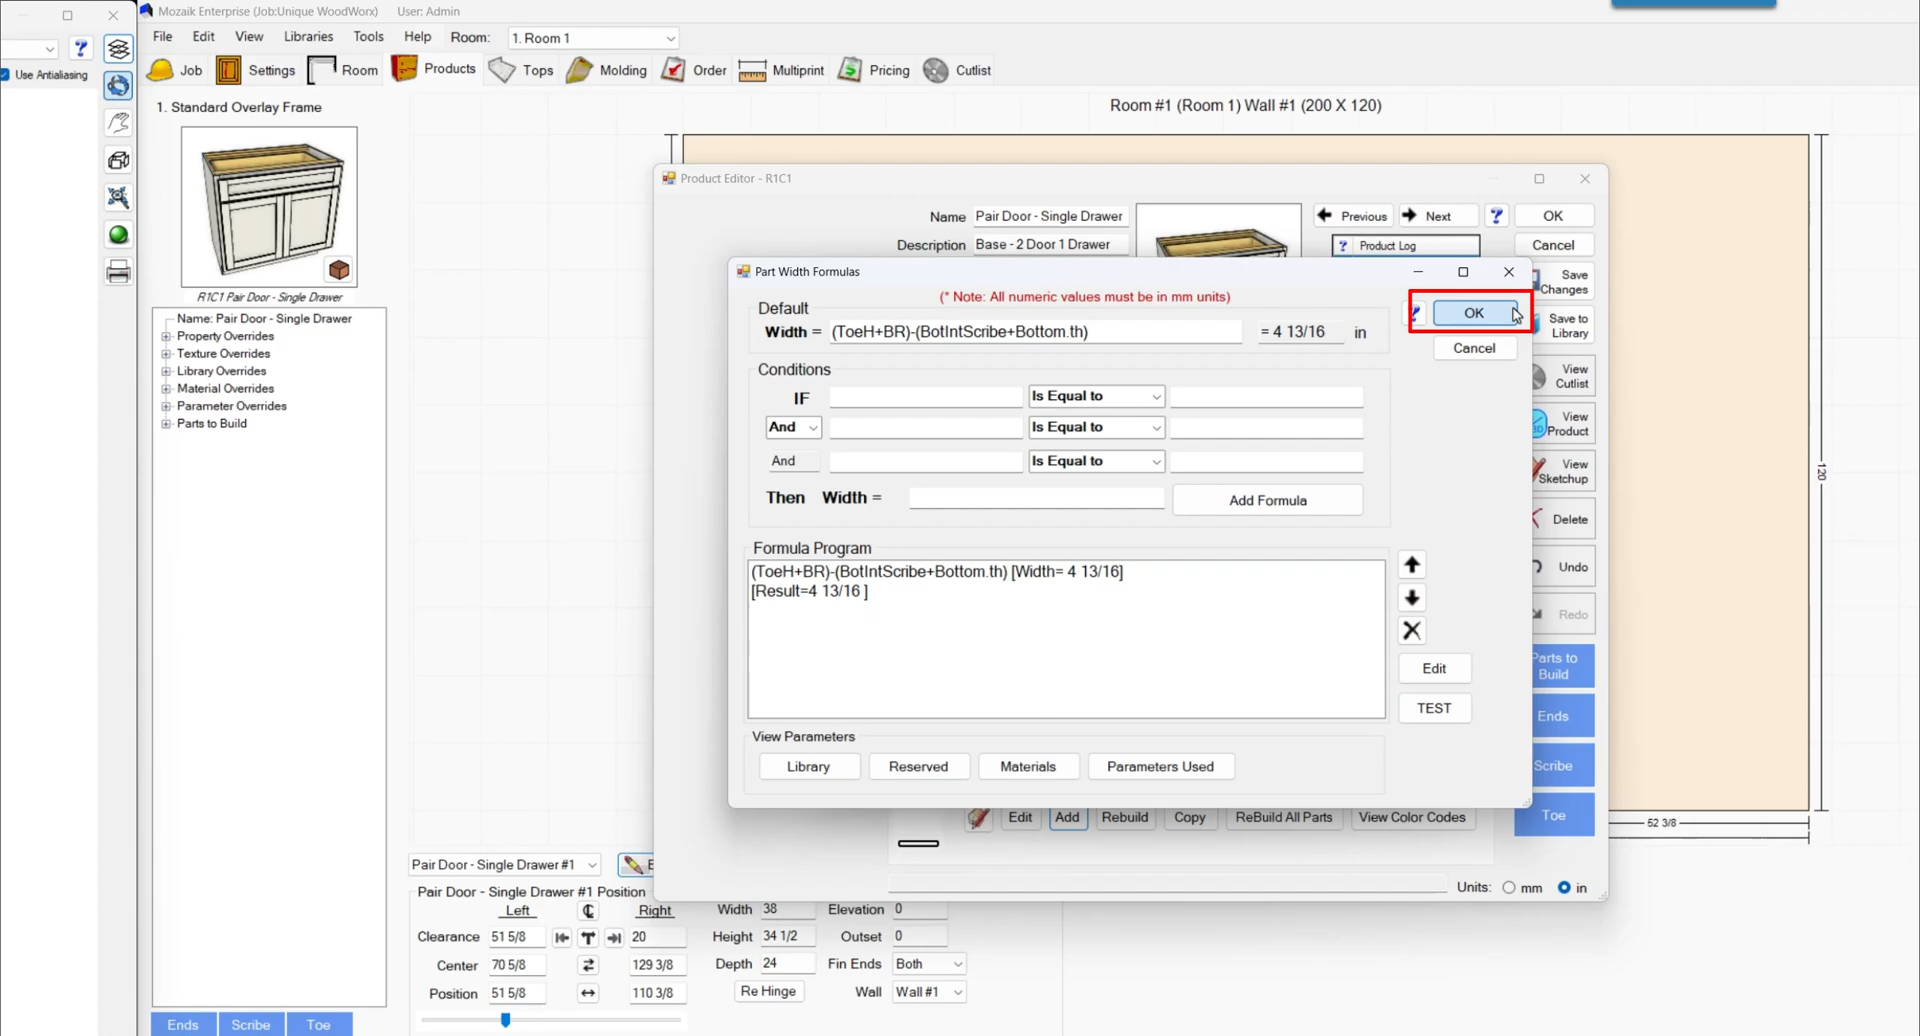 Mozaik Enterprise (Job:Unique WoodWorx) User: Admin
File Edit View Libraries Tools Help Room: 1. Room 1
Use Antialiasing
Job Settings Room Products Tops Molding Order Multiprint Pricing Cutlist
1. Standard Overlay Frame
Room #1 (Room 1) Wall #1 (200 X 120)
R1C1 Pair Door - Single Drawer
Name: Pair Door - Single Drawer
Property Overrides
Texture Overrides
Library Overrides
Material Overrides
Parameter Overrides
Parts to Build
Product Editor - R1C1
Name Pair Door - Single Drawer
Previous Next ? OK
Description Base - 2 Door 1 Drawer
? Product Log
Cancel
Save Changes
Save to Library
View Cutlist
View Product
View Sketchup
Delete
Undo
Redo
Parts to Build
Ends
Scribe
Toe
Part Width Formulas
(* Note: All numeric values must be in mm units)
Default
Width = (ToeH+BR)-(BotIntScribe+Bottom.th) = 4 13/16 in
? OK
Cancel
Conditions
IF Is Equal to
And Is Equal to
And Is Equal to
Then Width = Add Formula
Formula Program
(ToeH+BR)-(BotIntScribe+Bottom.th) [Width= 4 13/16]
[Result=4 13/16 ]
Edit
TEST
View Parameters
Library Reserved Materials Parameters Used
Edit Add Rebuild Copy ReBuild All Parts View Color Codes
Units: mm in
120
52 3/8
Pair Door - Single Drawer #1
Pair Door - Single Drawer #1 Position
Left Right
Width 38 Elevation 0
Clearance 51 5/8 20
Height 34 1/2 Outset 0
Center 70 5/8 129 3/8
Depth 24 Fin Ends Both
Position 51 5/8 110 3/8
Re Hinge Wall Wall #1
Ends Scribe Toe